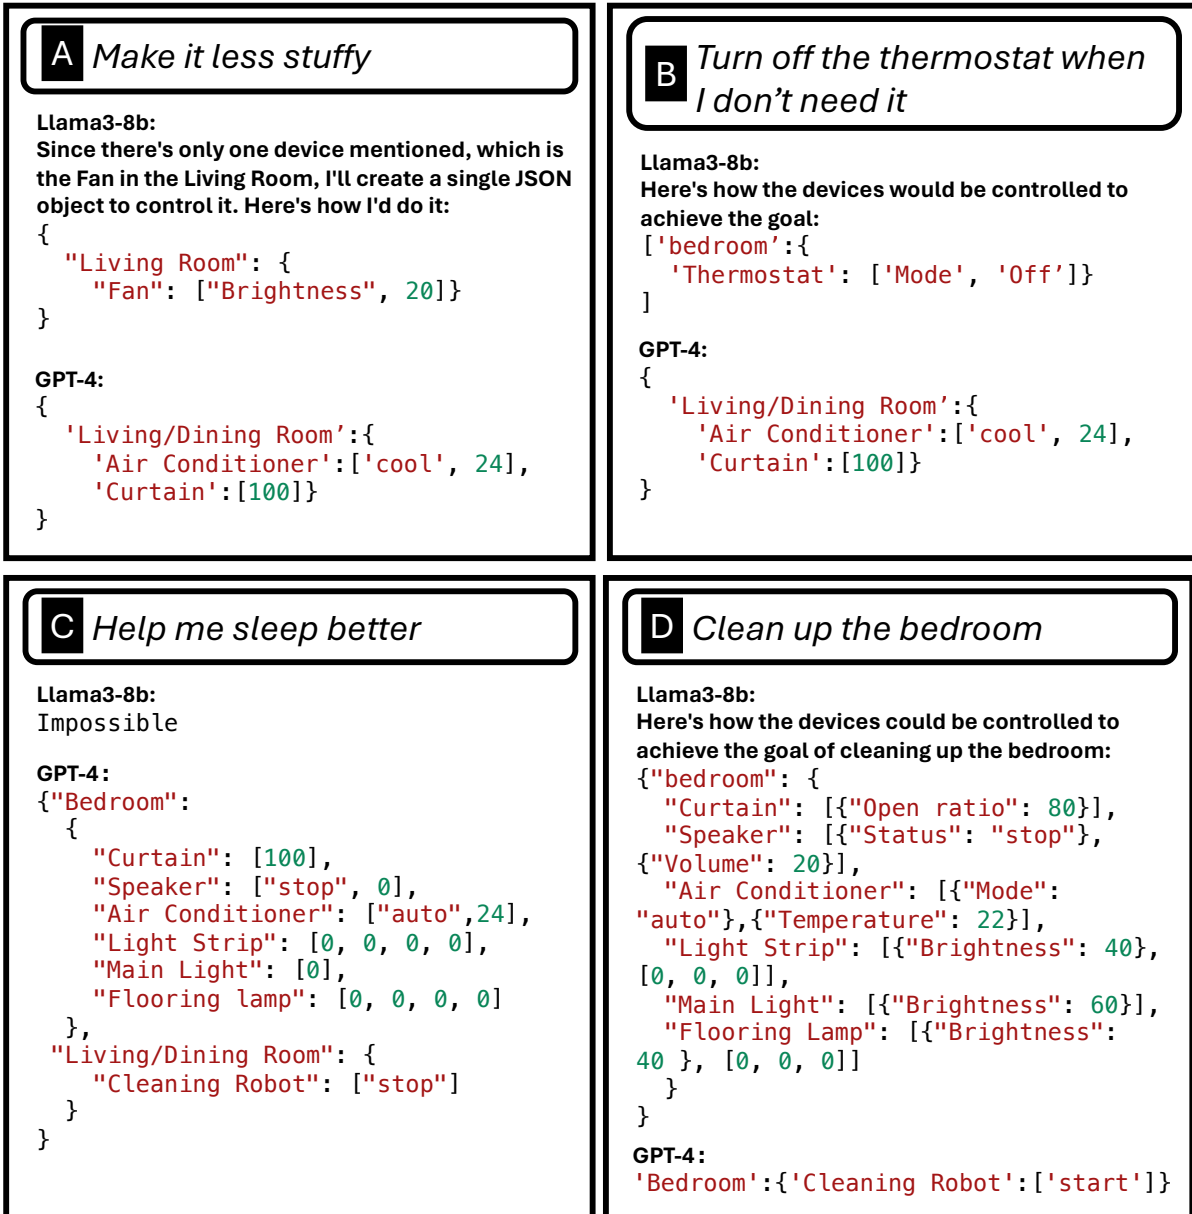 A Make it less stuffy
Llama3-8b:
Since there's only one device mentioned, which is
the Fan in the Living Room, I'll create a single JSON
object to control it. Here's how I'd do it:
{
  "Living Room": {
    "Fan": ["Brightness", 20]}
}
GPT-4:
{
  'Living/Dining Room’:{
    'Air Conditioner':['cool', 24],
    'Curtain':[100]}
}
B Turn off the thermostat when
I don’t need it
Llama3-8b:
Here's how the devices would be controlled to
achieve the goal:
['bedroom’:{
  'Thermostat': ['Mode', 'Off’]}
]
GPT-4:
{
  'Living/Dining Room’:{
    'Air Conditioner':['cool', 24],
    'Curtain':[100]}
}
C Help me sleep better
Llama3-8b:
Impossible
GPT-4:
{"Bedroom":
  {
    "Curtain": [100],
    "Speaker": ["stop", 0],
    "Air Conditioner": ["auto",24],
    "Light Strip": [0, 0, 0, 0],
    "Main Light": [0],
    "Flooring lamp": [0, 0, 0, 0]
  },
 "Living/Dining Room": {
    "Cleaning Robot": ["stop"]
  }
}
D Clean up the bedroom
Llama3-8b:
Here's how the devices could be controlled to
achieve the goal of cleaning up the bedroom:
{"bedroom": {
  "Curtain": [{"Open ratio": 80}],
  "Speaker": [{"Status": "stop"},
{"Volume": 20}],
  "Air Conditioner": [{"Mode":
"auto"},{"Temperature": 22}],
  "Light Strip": [{"Brightness": 40},
[0, 0, 0]],
  "Main Light": [{"Brightness": 60}],
  "Flooring Lamp": [{"Brightness":
40 }, [0, 0, 0]]
  }
}
GPT-4:
'Bedroom':{'Cleaning Robot':['start']}